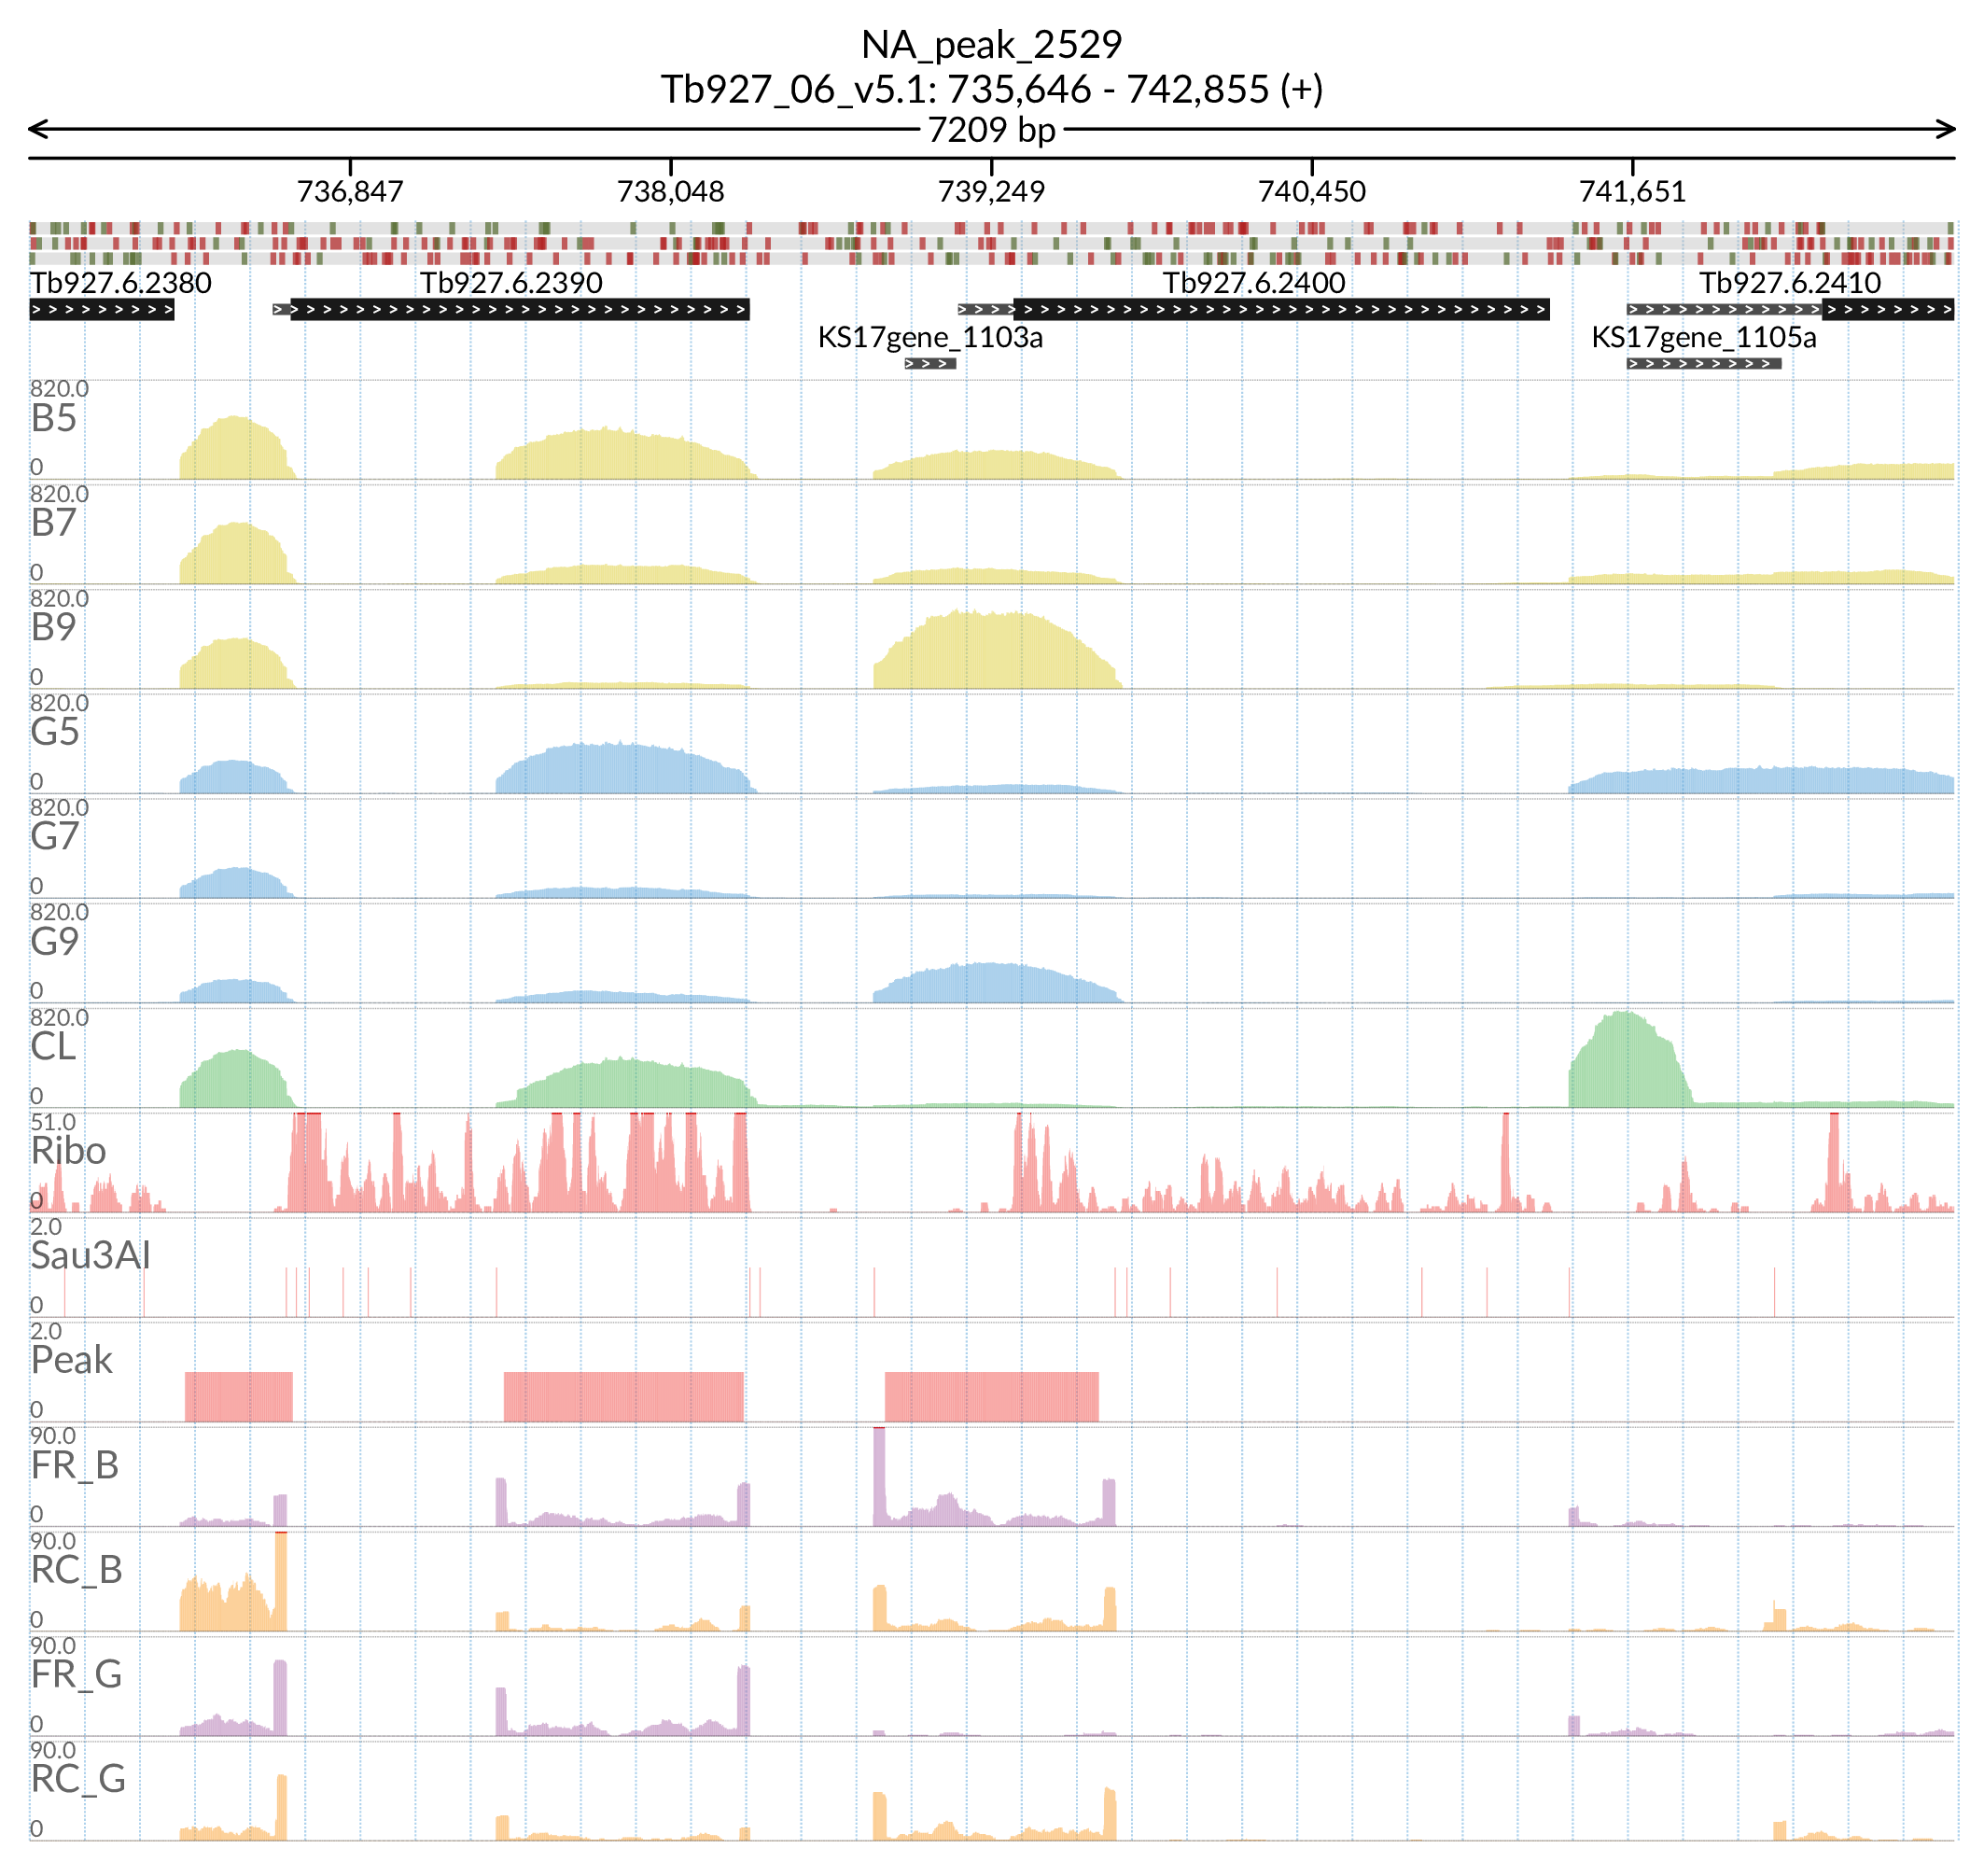 NA_peak_2529
Tb927_06_v5.1: 735,646 - 742,855 (+)
7209 bp
736,847 738,048 739,249 740,450 741,651
Tb927.6.2380 Tb927.6.2390 Tb927.6.2400 Tb927.6.2410
KS17gene_1103a KS17gene_1105a
820.0
B5
0
820.0
B7
0
820.0
B9
0
820.0
G5
0
820.0
G7
0
820.0
G9
0
820.0
CL
0
51.0
Ribo
0
2.0
Sau3AI
0
2.0
Peak
0
90.0
FR_B
0
90.0
RC_B
0
90.0
FR_G
0
90.0
RC_G
0